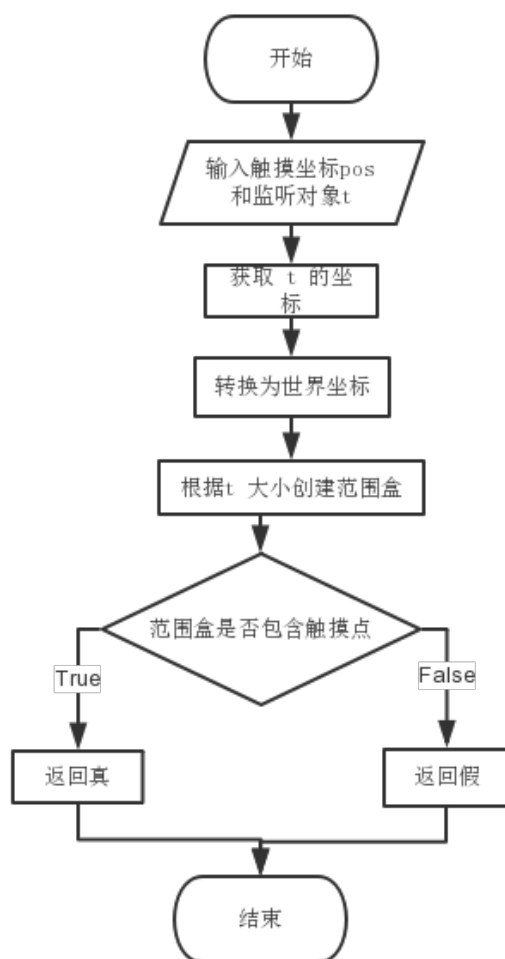 开始
输入触摸坐标pos
和监听对象t
获取 t 的坐
标
转换为世界坐标
根据t 大小创建范围盒
范围盒是否包含触摸点
True
False
返回真
返回假
结束